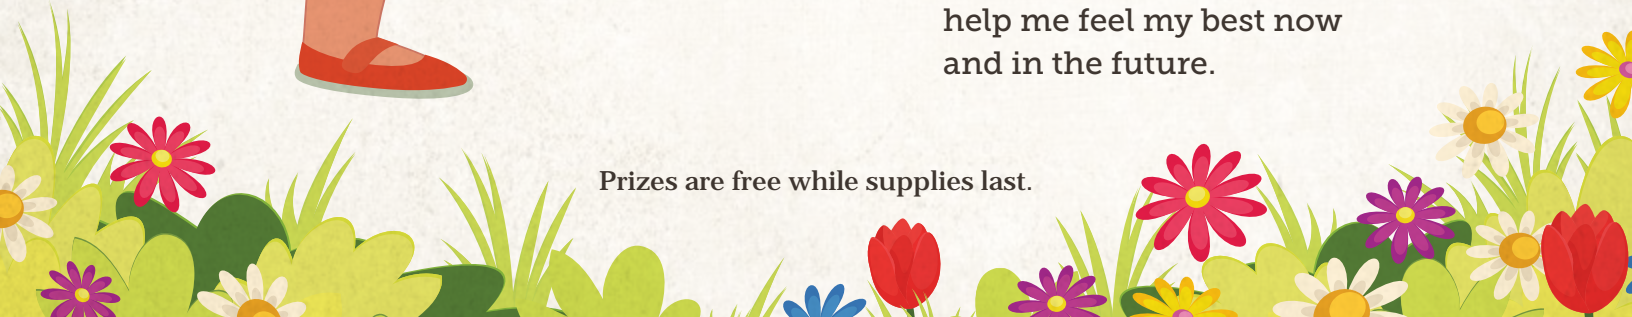 help me feel my best now
and in the future.
Prizes are free while supplies last.